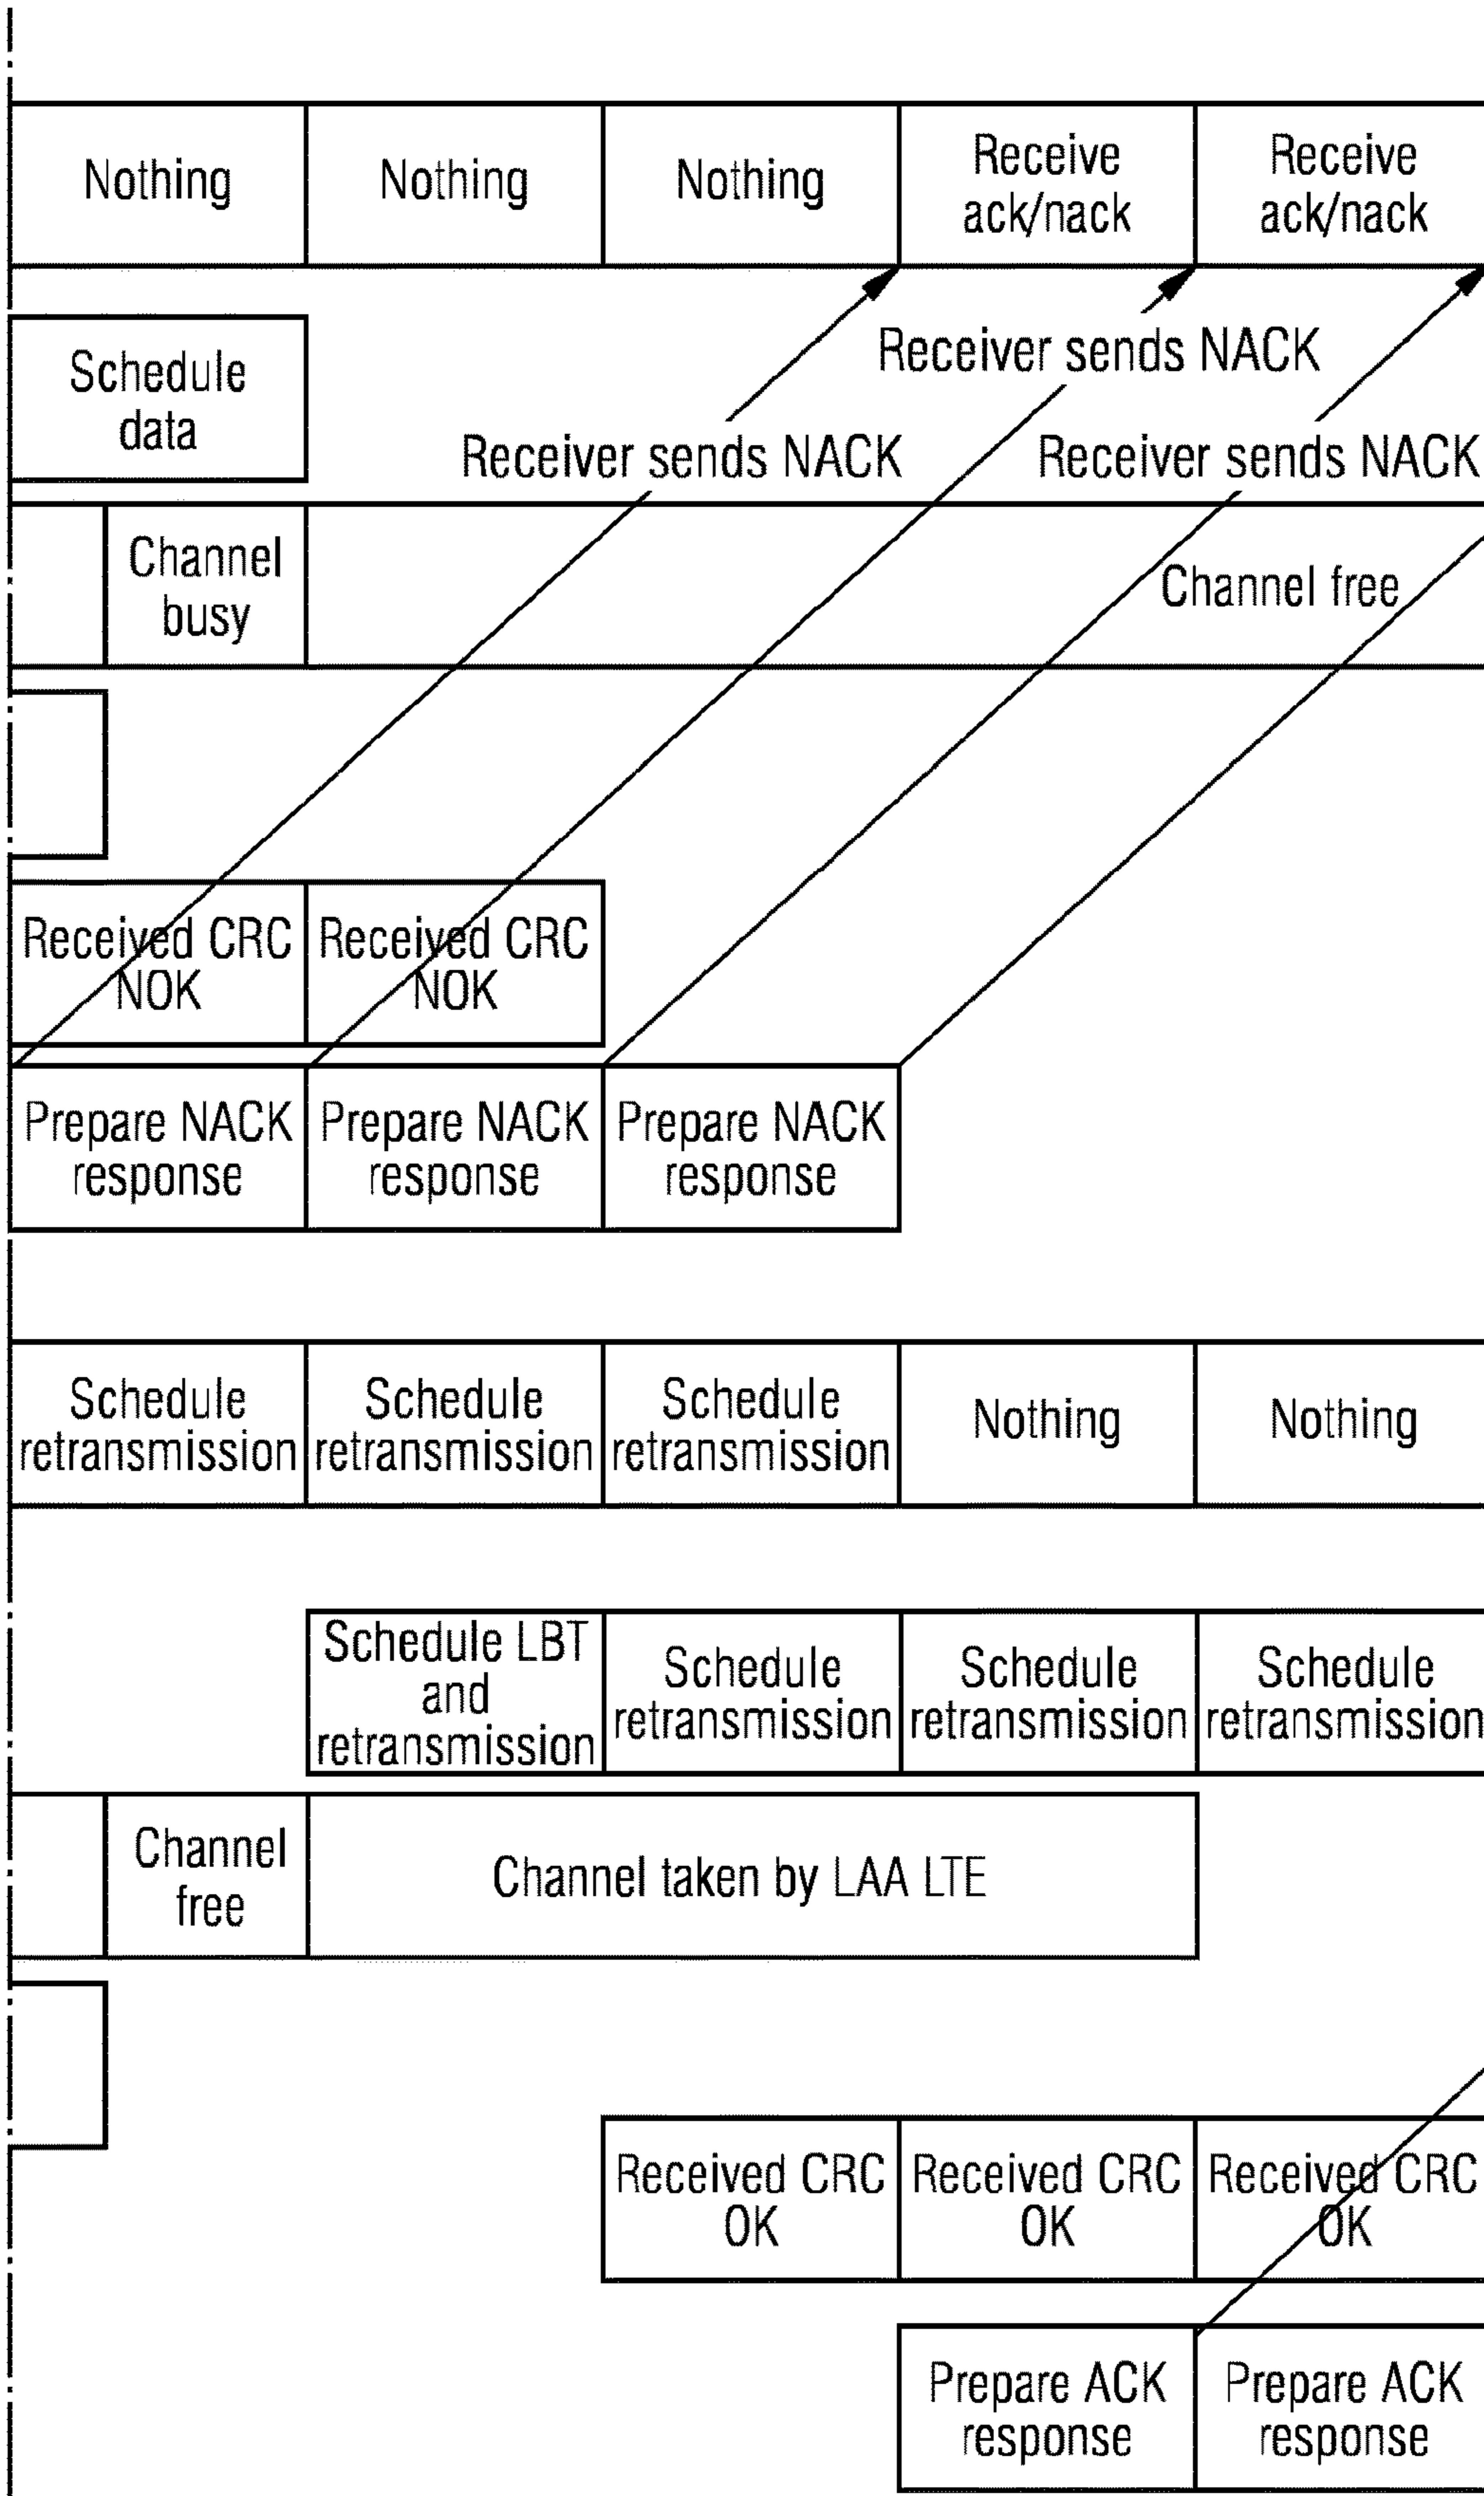 Nothing
Nothing
Nothing
Receive
ack/nack
Receive
ack/nack
Schedule
data
Receiver sends NACK
Receiver sends NACK
Receiver sends NACK
Channel
busy
Channel free
Received CRC
NOK
Received CRC
NOK
Prepare NACK
response
Prepare NACK
response
Prepare NACK
response
Schedule
retransmission
Schedule
retransmission
Schedule
retransmission
Nothing
Nothing
Schedule LBT
and
retransmission
Schedule
retransmission
Schedule
retransmission
Schedule
retransmission
Channel
free
Channel taken by LAA LTE
Received CRC
OK
Received CRC
OK
Received CRC
OK
Prepare ACK
response
Prepare ACK
response